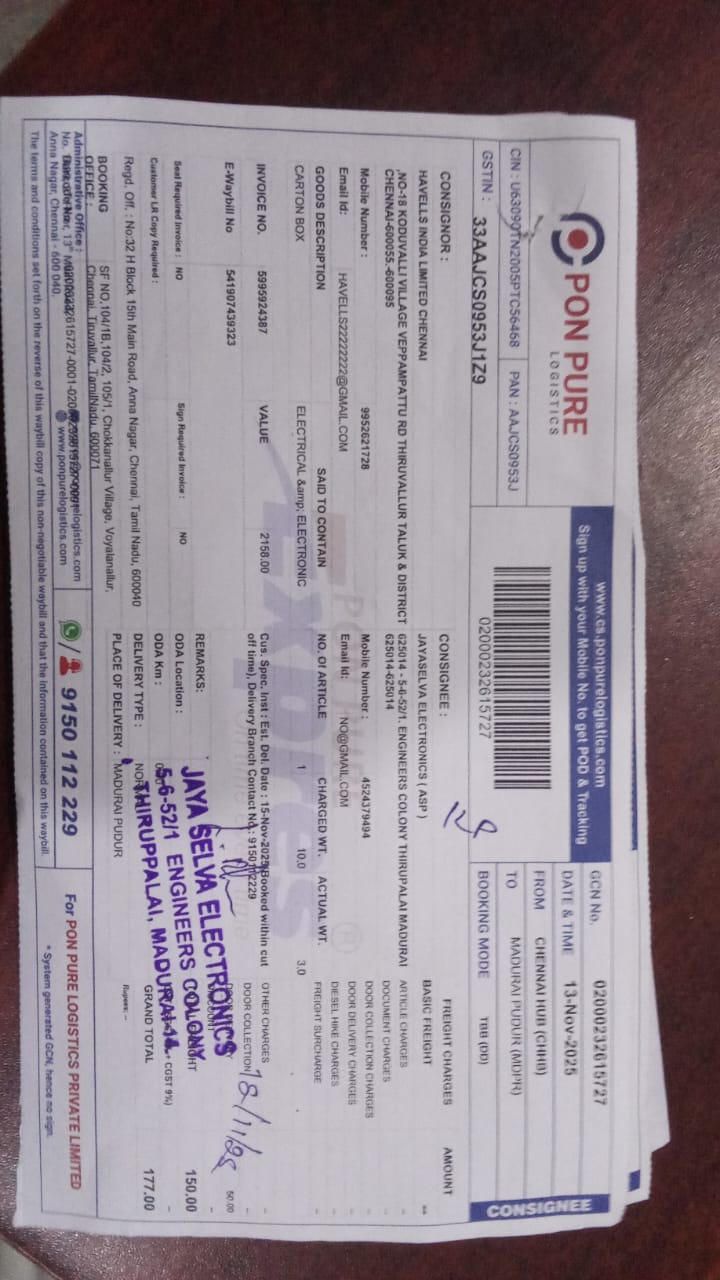 PON PURE
LOGISTICS
www.cs.ponpurelogistics.com
Sign up with your Mobile No. to get POD & Tracking
CIN : U63090TN2005PTC56468
PAN : AAJCS0953J
GSTIN : 33AAJCS0953J1Z9
02000232615727
GCN No. 02000232615727
DATE & TIME 13-Nov-2025
FROM CHENNAI HUB (CHHB)
TO MADURAI PUDUR (MDPR)
BOOKING MODE TBB (DD)
CONSIGNEE
CONSIGNOR :
HAVELLS INDIA LIMITED CHENNAI
,NO-18 KODUVALLI VILLAGE VEPPAMPATTU RD THIRUVALLUR TALUK & DISTRICT
CHENNAI-600055.-600095
Mobile Number : 9952621728
Email Id: HAVELLS22222222@GMAIL.COM
CONSIGNEE :
JAYASELVA ELECTRONICS ( ASP )
625014 - 5-6-52/1. ENGINEERS COLONY THIRUPALAI MADURAI
625014-625014
Mobile Number : 4524379494
Email Id: NO@GMAIL.COM
FREIGHT CHARGES AMOUNT
BASIC FREIGHT **
ARTICLE CHARGES -
DOCUMENT CHARGES -
DOOR COLLECTION CHARGES -
DOOR DELIVERY CHARGES -
DIESEL HIKE CHARGES -
FREIGHT SURCHARGE -
GOODS DESCRIPTION SAID TO CONTAIN NO. Of ARTICLE CHARGED WT. ACTUAL WT.
CARTON BOX ELECTRICAL &amp; ELECTRONIC 1 10.0 3.0
INVOICE NO. 5995924387 VALUE 2158.00
E-Waybill No 541907439323
Cus. Spec. Inst : Est. Del. Date : 15-Nov-2025(Booked within cut
off time), Delivery Branch Contact No.: 9150112229
OTHER CHARGES -
DOOR COLLECTION -
50.00
150.00
+ CGST 9%) -
GRAND TOTAL 177.00
Rupees:--
Seal Required Invoice : NO
Sign Required Invoice : NO
Customer LR Copy Required :
REMARKS:
ODA Location :
ODA Km :
DELIVERY TYPE :
PLACE OF DELIVERY : MADURAI PUDUR
JAYA SELVA ELECTRONICS
5-6-52/1 ENGINEERS COLONY
THIRUPPALAI, MADURAI-14
18/11/25
Regd. Off. : No:32 H Block 15th Main Road, Anna Nagar, Chennai, Tamil Nadu, 600040
BOOKING OFFICE : SF NO,104/1B,104/2, 105/1, Chokkanallur Village, Voyalanallur,
Chennai, Tiruvallur, TamilNadu, 600071
Administrative Office :
Anna Nagar, Chennai - 600 040.
www.ponpurelogistics.com
9150 112 229
For PON PURE LOGISTICS PRIVATE LIMITED
The terms and conditions set forth on the reverse of this waybill copy of this non-negotiable waybill and that the information contained on this waybill.
* System generated GCN, hence no sign.